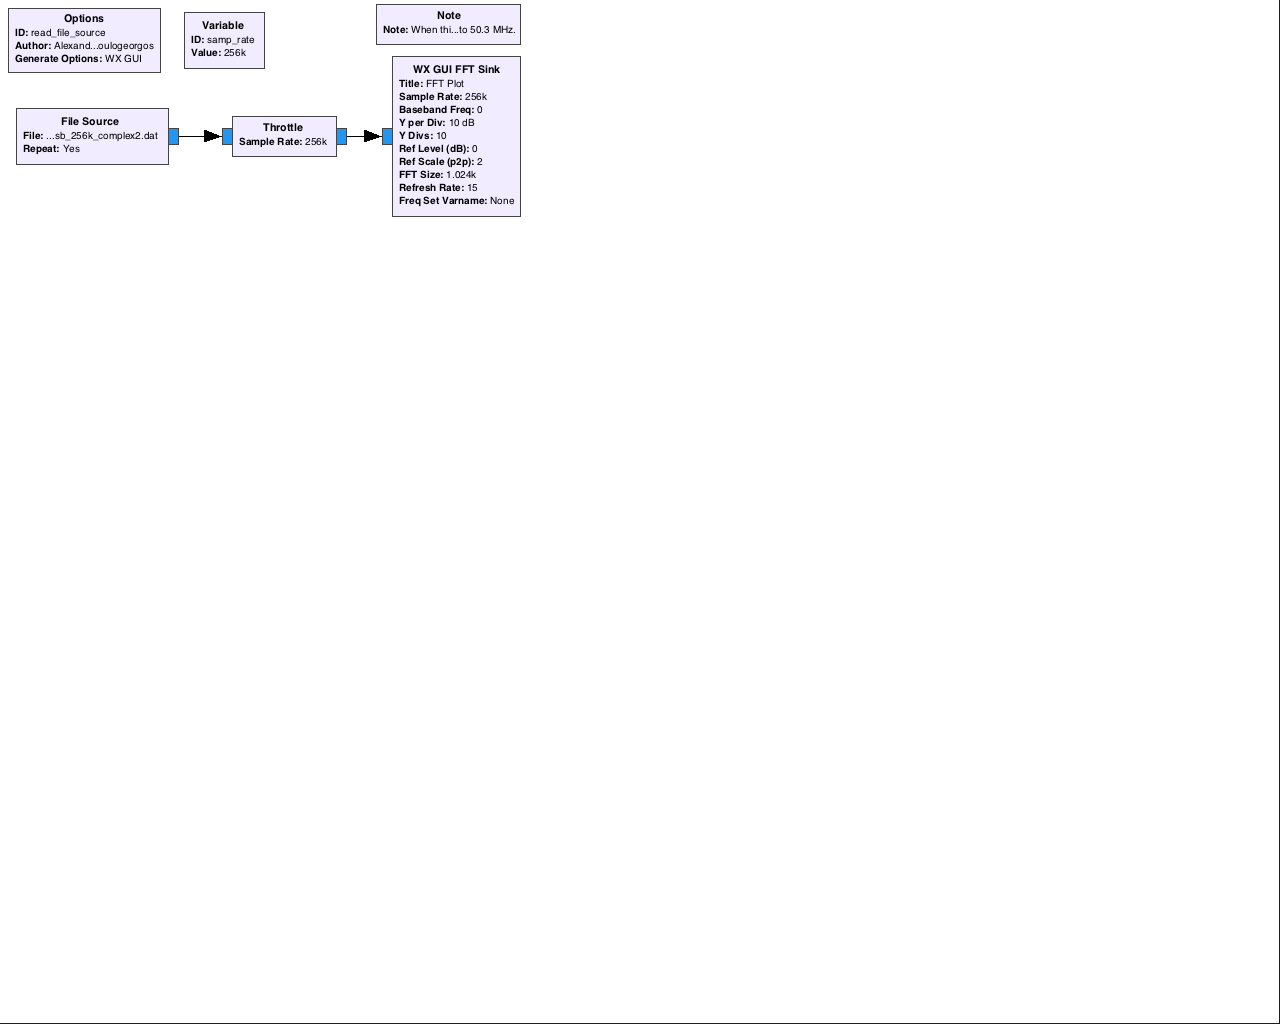 Options
ID: read_file_source
Author: Alexand...oulogeorgos
Generate Options: WX GUI
Variable
ID: samp_rate
Value: 256k
Note
Note: When thi...to 50.3 MHz.
File Source
File: ...sb_256k_complex2.dat
Repeat: Yes
Throttle
Sample Rate: 256k
WX GUI FFT Sink
Title: FFT Plot
Sample Rate: 256k
Baseband Freq: 0
Y per Div: 10 dB
Y Divs: 10
Ref Level (dB): 0
Ref Scale (p2p): 2
FFT Size: 1.024k
Refresh Rate: 15
Freq Set Varname: None